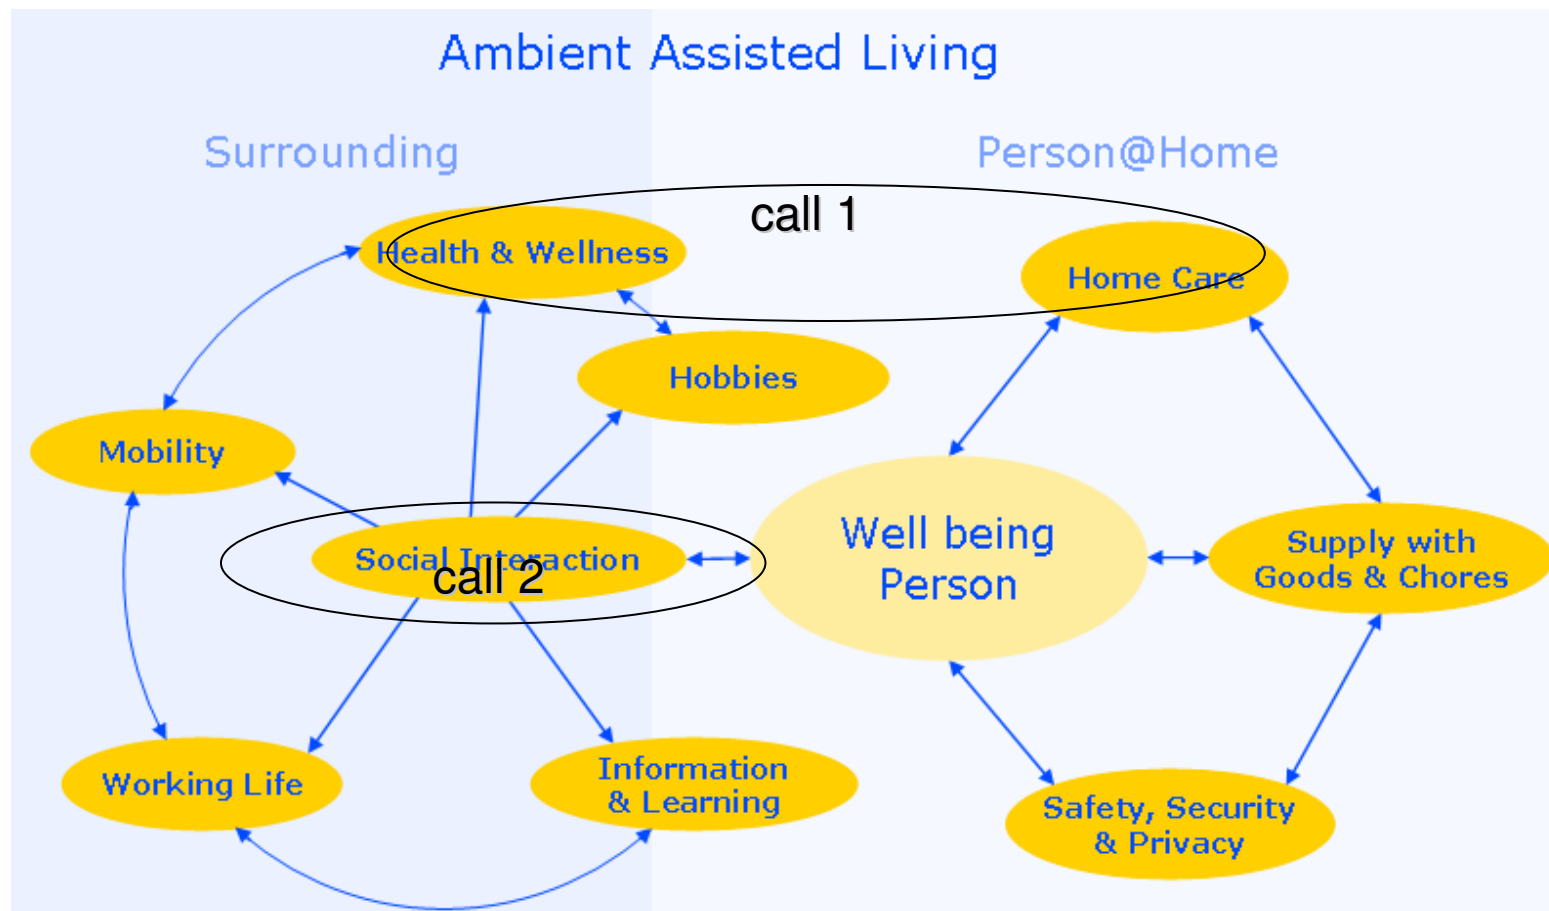 Ambient Assisted Living
Surrounding
Person@Home
call 1
Health & Wellness
Home Care
Hobbies
Mobility
Social Interaction
call 2
Well being
Person
Supply with
Goods & Chores
Working Life
Information
& Learning
Safety, Security
& Privacy